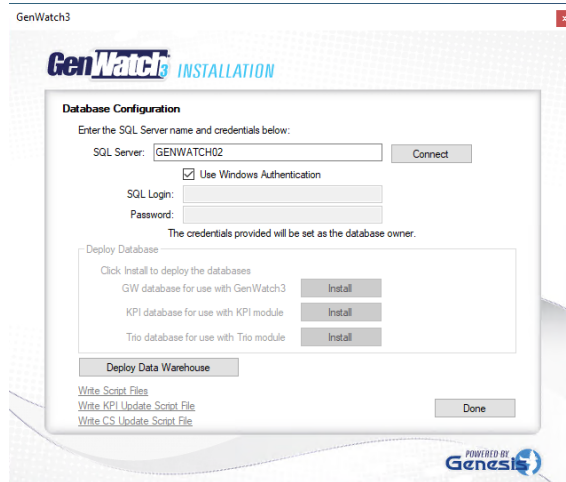 GenWatch3
GenWatch3 INSTALLATION
Database Configuration
Enter the SQL Server name and credentials below:
SQL Server: GENWATCH02 Connect
Use Windows Authentication
SQL Login:
Password:
The credentials provided will be set as the database owner.
Deploy Database
Click Install to deploy the databases
GW database for use with GenWatch3 Install
KPI database for use with KPI module Install
Trio database for use with Trio module Install
Deploy Data Warehouse
Write Script Files
Write KPI Update Script File
Write CS Update Script File
Done
POWERED BY
Genesis